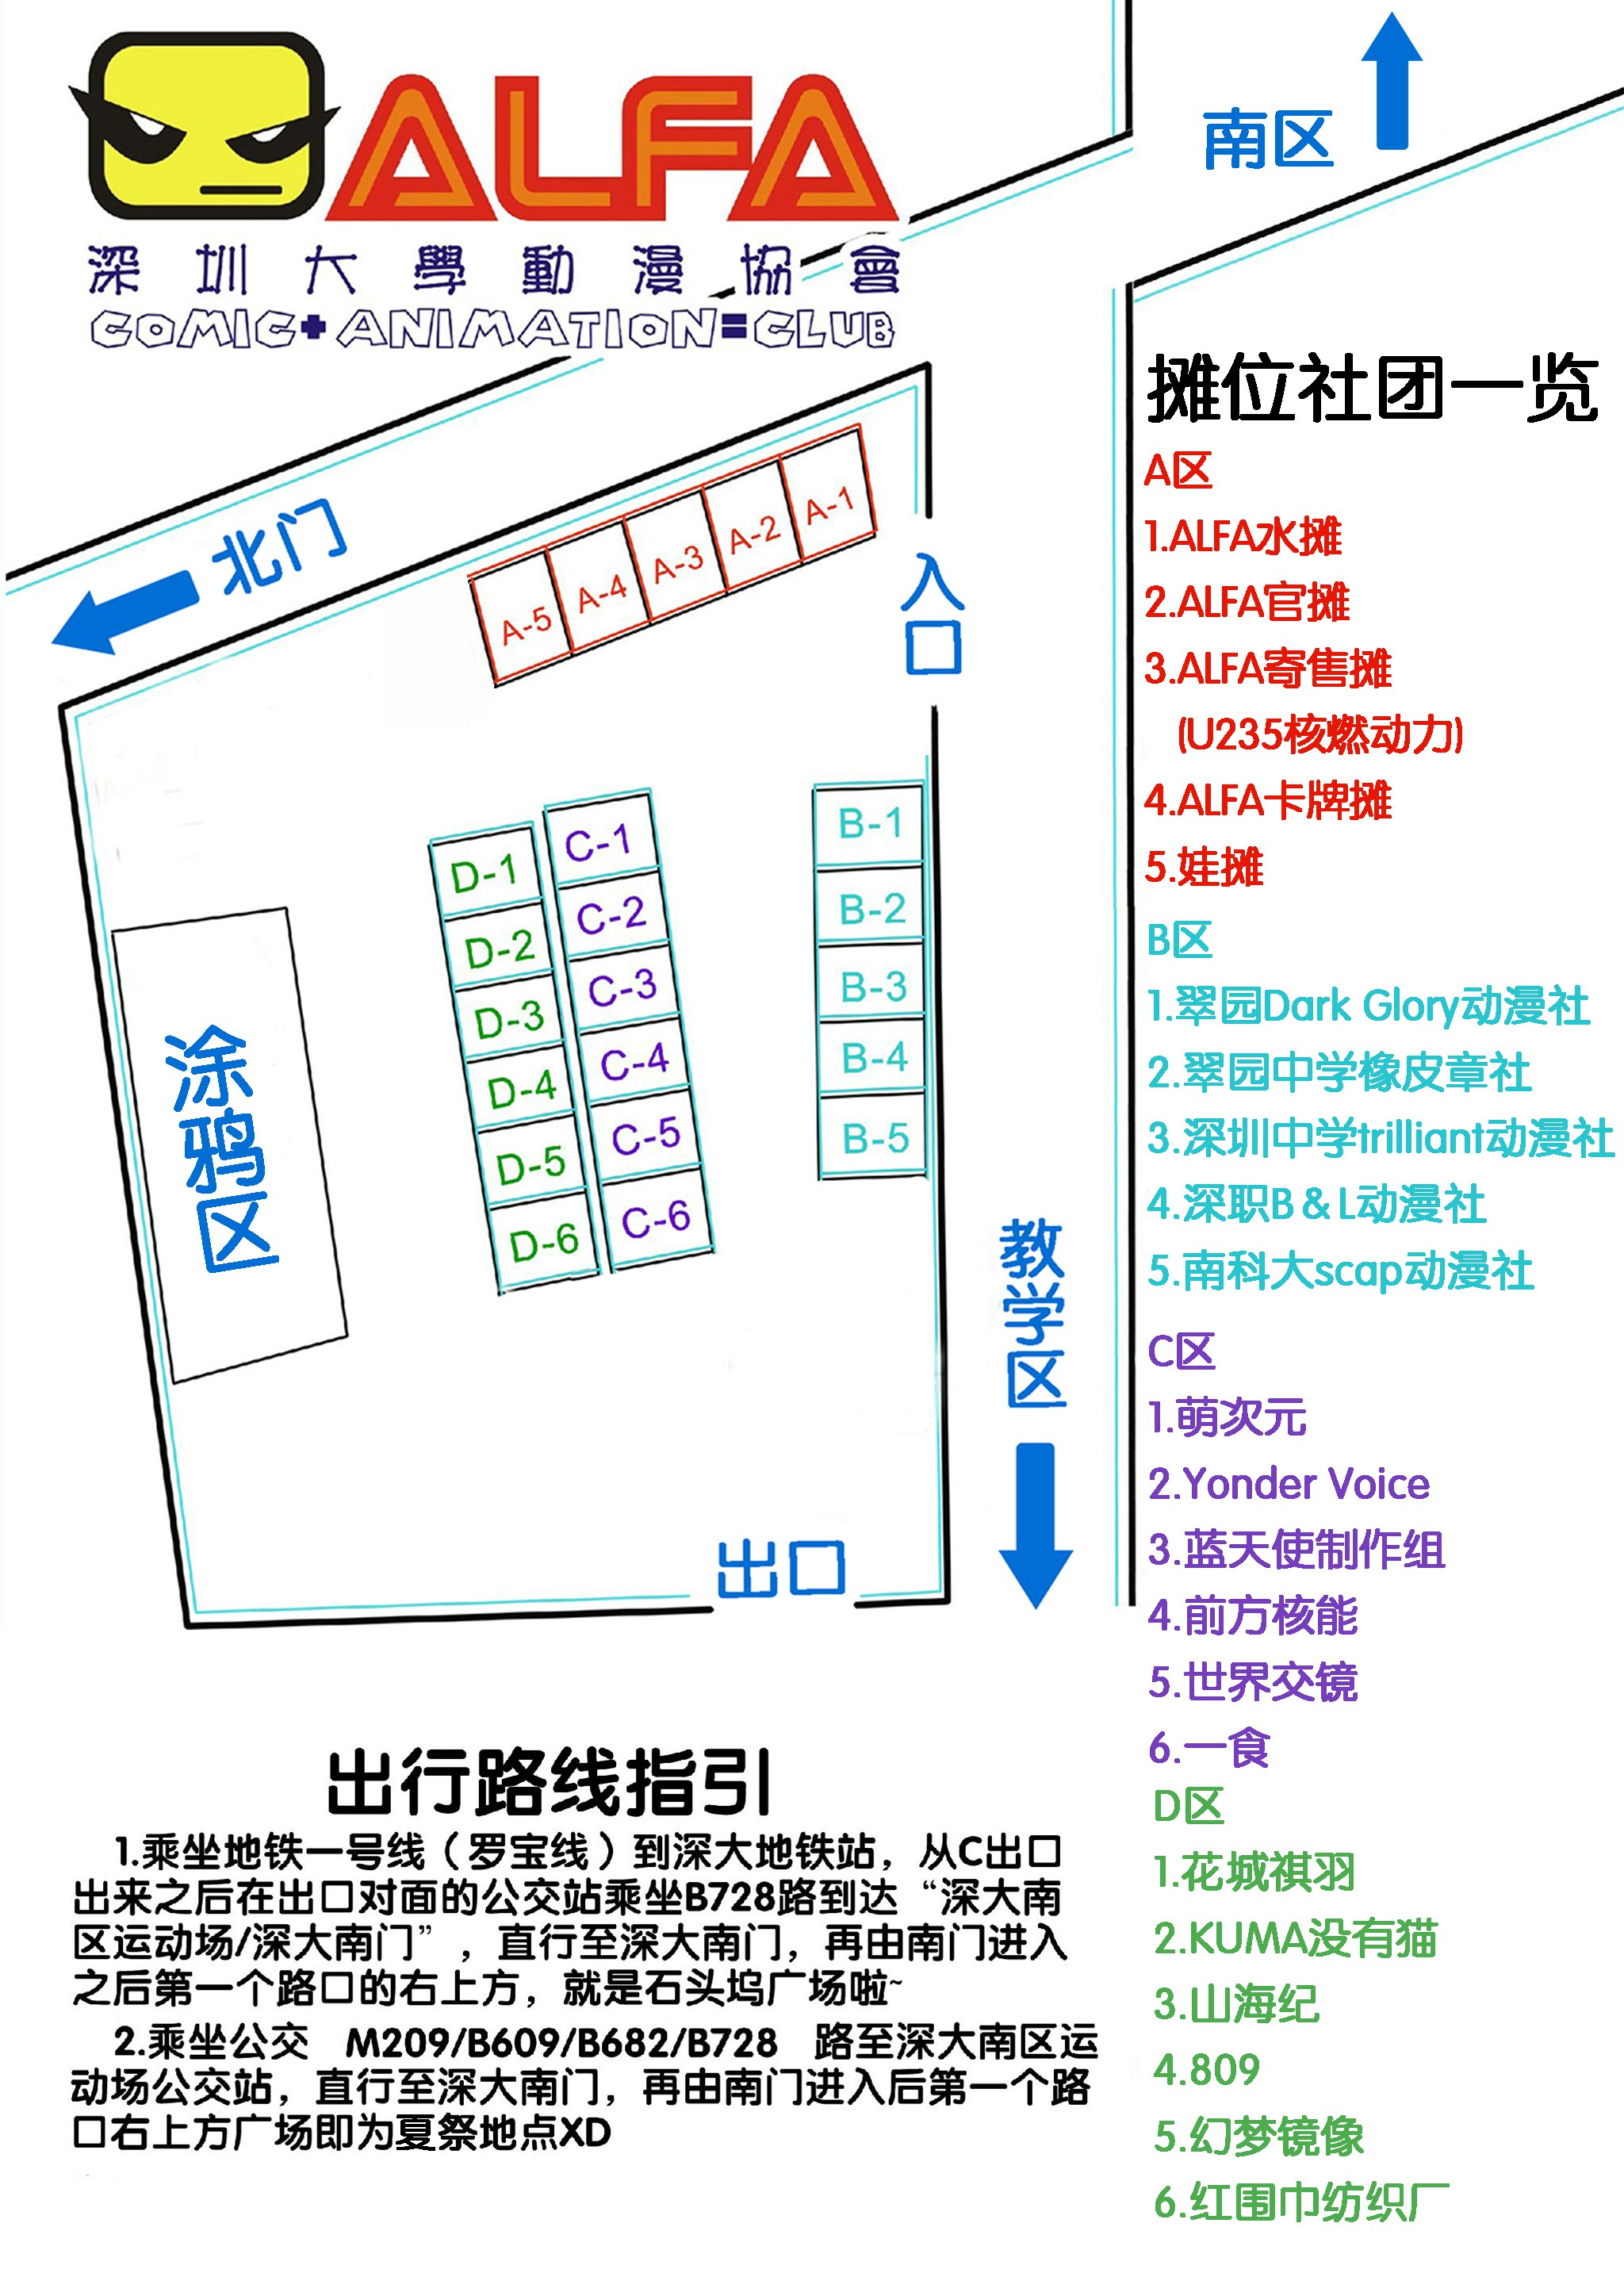 ALFA
深圳大學動漫協會
COMIC+ANIMATION=CLUB
南区
北门
入口
A-1
A-2
A-3
A-4
A-5
B-1
B-2
B-3
B-4
B-5
C-1
C-2
C-3
C-4
C-5
C-6
D-1
D-2
D-3
D-4
D-5
D-6
涂鸦区
教学区
出口
摊位社团一览
A区
1.ALFA水摊
2.ALFA官摊
3.ALFA寄售摊
(U235核燃动力)
4.ALFA卡牌摊
5.娃摊
B区
1.翠园Dark Glory动漫社
2.翠园中学橡皮章社
3.深圳中学trilliant动漫社
4.深职B&L动漫社
5.南科大scap动漫社
C区
1.萌次元
2.Yonder Voice
3.蓝天使制作组
4.前方核能
5.世界交镜
6.一食
D区
1.花城祺羽
2.KUMA没有猫
3.山海纪
4.809
5.幻梦镜像
6.红围巾纺织厂
出行路线指引
1.乘坐地铁一号线（罗宝线）到深大地铁站，从C出口
出来之后在出口对面的公交站乘坐B728路到达“深大南
区运动场/深大南门”，直行至深大南门，再由南门进入
之后第一个路口的右上方，就是石头坞广场啦~
2.乘坐公交 M209/B609/B682/B728 路至深大南区运
动场公交站，直行至深大南门，再由南门进入后第一个路
口右上方广场即为夏祭地点XD